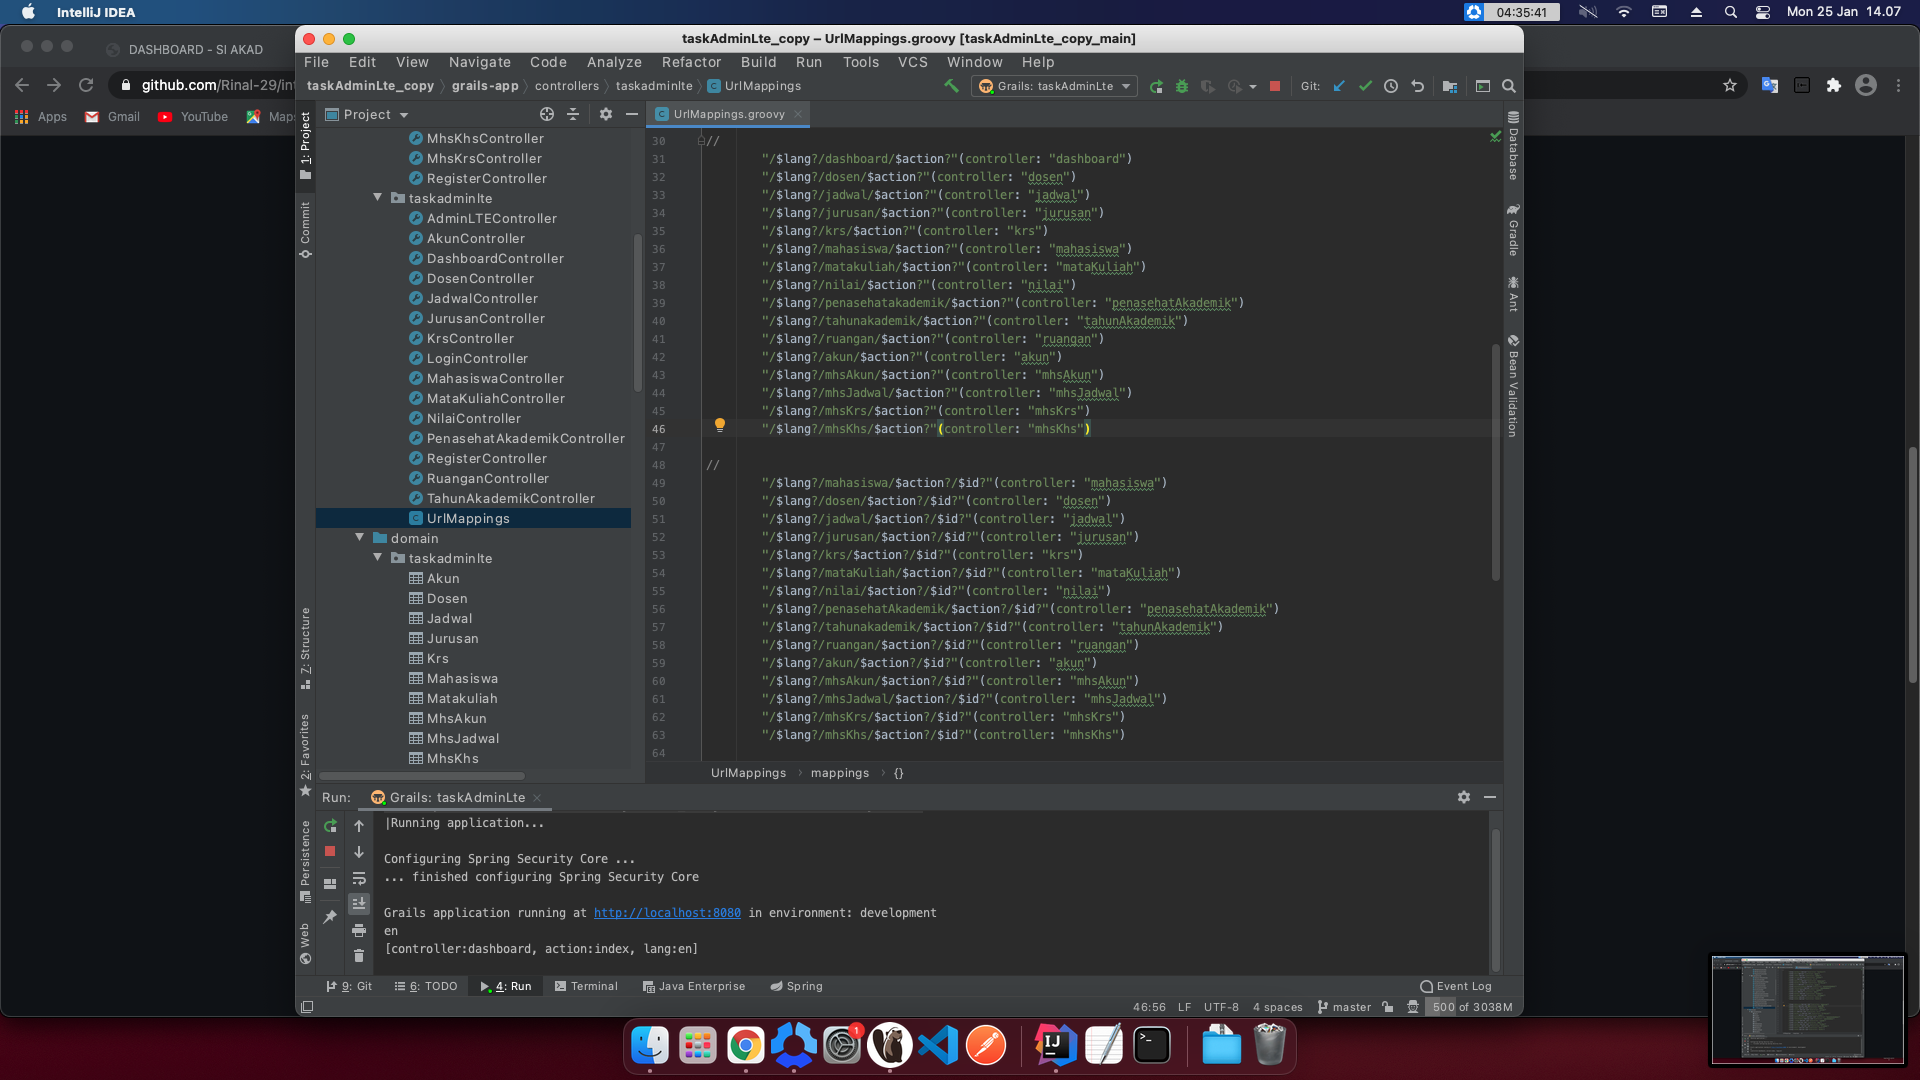 IntelliJ IDEA
04:35:41
Mon 25 Jan 14.07
DASHBOARD - SI AKAD
github.com/Rinal-29/in
Apps
Gmail
YouTube
taskAdminLte_copy – UrlMappings.groovy [taskAdminLte_copy_main]
File Edit View Navigate Code Analyze Refactor Build Run Tools VCS Window Help
taskAdminLte_copy grails-app controllers taskadminlte UrlMappings
Grails: taskAdminLte
Git:
Project
UrlMappings.groovy
1: Project
Commit
7: Structure
2: Favorites
Persistence
Web
MhsKhsController
MhsKrsController
RegisterController
taskadminlte
AdminLTEController
AkunController
DashboardController
DosenController
JadwalController
JurusanController
KrsController
LoginController
MahasiswaController
MataKuliahController
NilaiController
PenasehatAkademikController
RegisterController
RuanganController
TahunAkademikController
UrlMappings
domain
taskadminlte
Akun
Dosen
Jadwal
Jurusan
Krs
Mahasiswa
Matakuliah
MhsAkun
MhsJadwal
MhsKhs
30 //
31 "/$lang?/dashboard/$action?"(controller: "dashboard")
32 "/$lang?/dosen/$action?"(controller: "dosen")
33 "/$lang?/jadwal/$action?"(controller: "jadwal")
34 "/$lang?/jurusan/$action?"(controller: "jurusan")
35 "/$lang?/krs/$action?"(controller: "krs")
36 "/$lang?/mahasiswa/$action?"(controller: "mahasiswa")
37 "/$lang?/matakuliah/$action?"(controller: "mataKuliah")
38 "/$lang?/nilai/$action?"(controller: "nilai")
39 "/$lang?/penasehatakademik/$action?"(controller: "penasehatAkademik")
40 "/$lang?/tahunakademik/$action?"(controller: "tahunAkademik")
41 "/$lang?/ruangan/$action?"(controller: "ruangan")
42 "/$lang?/akun/$action?"(controller: "akun")
43 "/$lang?/mhsAkun/$action?"(controller: "mhsAkun")
44 "/$lang?/mhsJadwal/$action?"(controller: "mhsJadwal")
45 "/$lang?/mhsKrs/$action?"(controller: "mhsKrs")
46 "/$lang?/mhsKhs/$action?"(controller: "mhsKhs")
47
48 //
49 "/$lang?/mahasiswa/$action?/$id?"(controller: "mahasiswa")
50 "/$lang?/dosen/$action?/$id?"(controller: "dosen")
51 "/$lang?/jadwal/$action?/$id?"(controller: "jadwal")
52 "/$lang?/jurusan/$action?/$id?"(controller: "jurusan")
53 "/$lang?/krs/$action?/$id?"(controller: "krs")
54 "/$lang?/mataKuliah/$action?/$id?"(controller: "mataKuliah")
55 "/$lang?/nilai/$action?/$id?"(controller: "nilai")
56 "/$lang?/penasehatAkademik/$action?/$id?"(controller: "penasehatAkademik")
57 "/$lang?/tahunakademik/$action?/$id?"(controller: "tahunAkademik")
58 "/$lang?/ruangan/$action?/$id?"(controller: "ruangan")
59 "/$lang?/akun/$action?/$id?"(controller: "akun")
60 "/$lang?/mhsAkun/$action?/$id?"(controller: "mhsAkun")
61 "/$lang?/mhsJadwal/$action?/$id?"(controller: "mhsJadwal")
62 "/$lang?/mhsKrs/$action?/$id?"(controller: "mhsKrs")
63 "/$lang?/mhsKhs/$action?/$id?"(controller: "mhsKhs")
64
UrlMappings mappings {}
Database
Gradle
Ant
Bean Validation
Run: Grails: taskAdminLte
|Running application...
Configuring Spring Security Core ...
... finished configuring Spring Security Core
Grails application running at http://localhost:8080 in environment: development
en
[controller:dashboard, action:index, lang:en]
9: Git 6: TODO 4: Run Terminal Java Enterprise Spring Event Log
46:56 LF UTF-8 4 spaces master 500 of 3038M
1
IJ